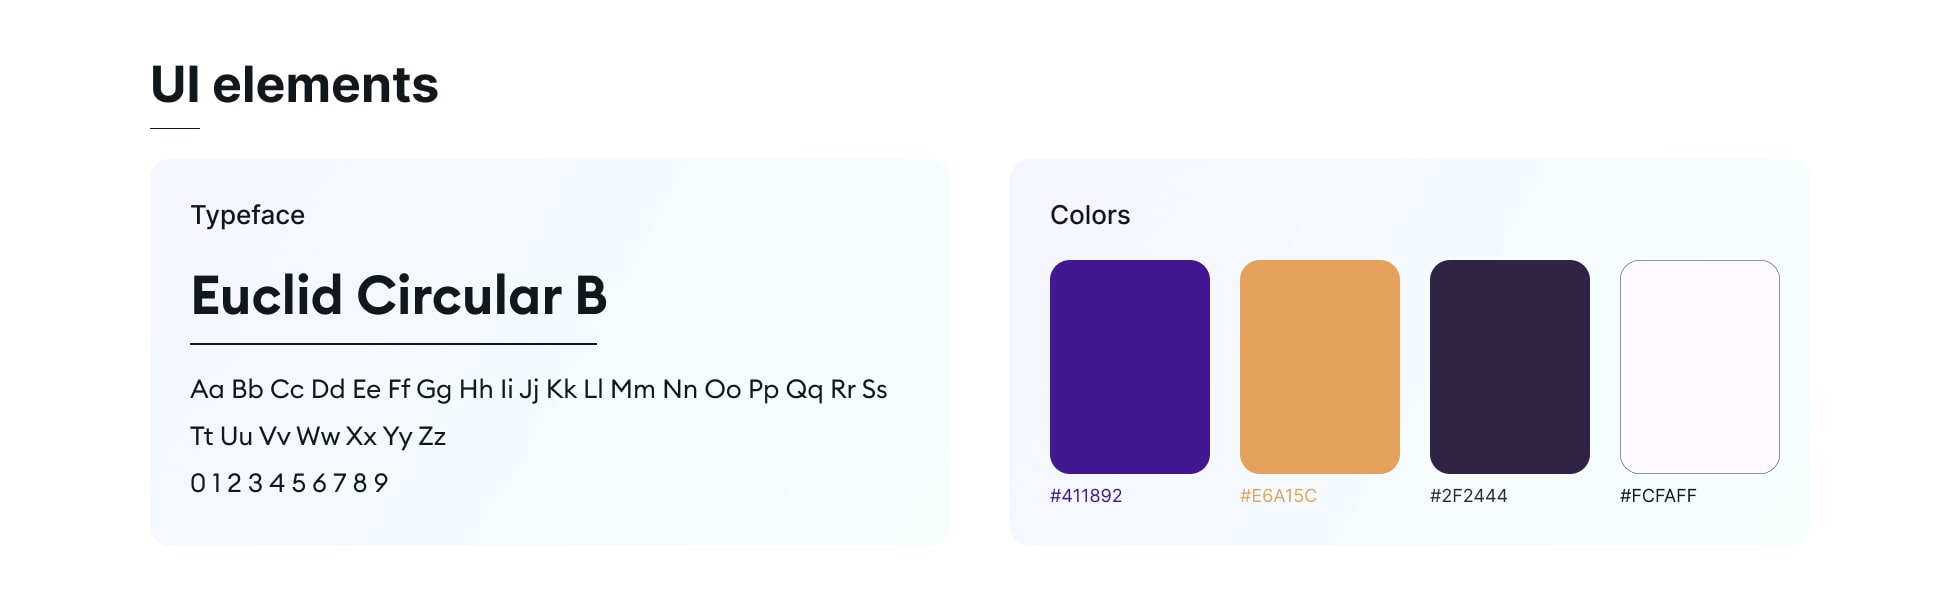 UI elements
Typeface
Euclid Circular B
Aa Bb Cc Dd Ee Ff Gg Hh Ii Jj Kk Ll Mm Nn Oo Pp Qq Rr Ss
Tt Uu Vv Ww Xx Yy Zz
0 1 2 3 4 5 6 7 8 9
Colors
#411892
#E6A15C
#2F2444
#FCFAFF